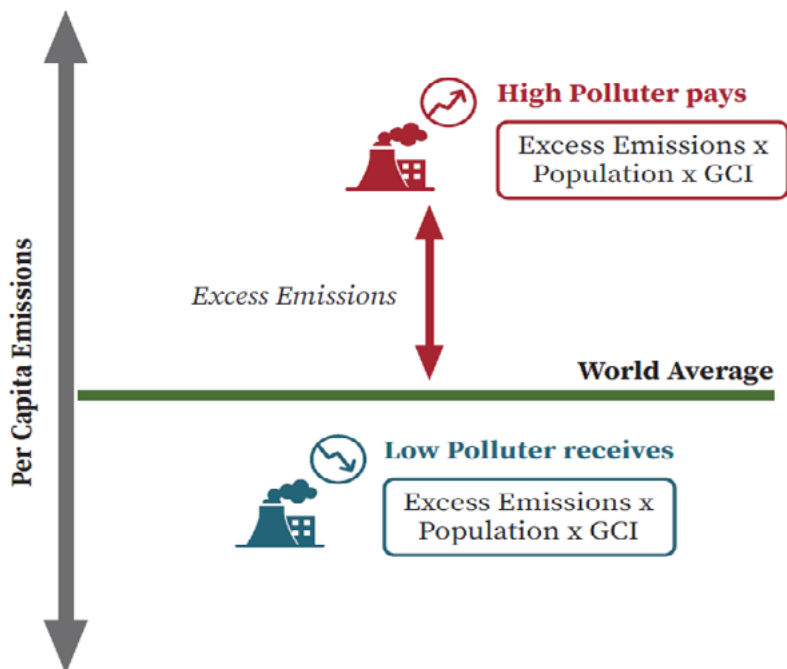 High Polluter pays
Excess Emissions x
Population x GCI
Excess Emissions
World Average
Per Capita Emissions
Low Polluter receives
Excess Emissions x
Population x GCI